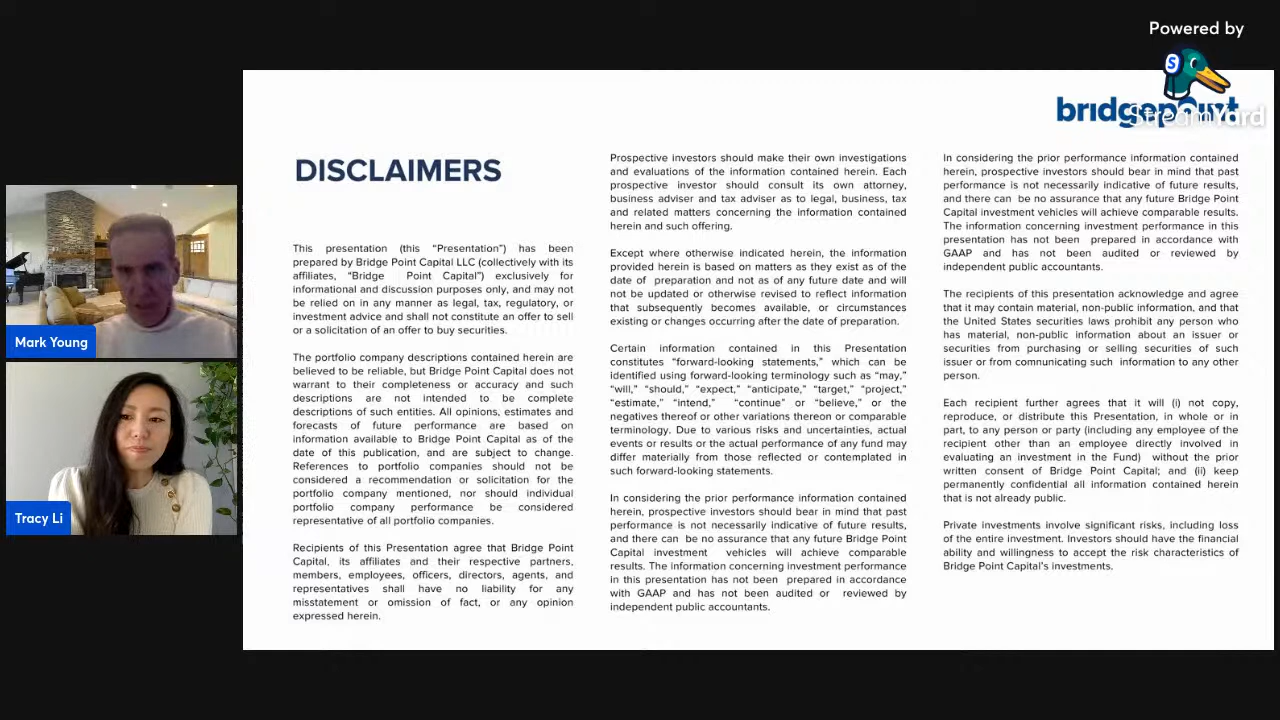 Powered by
S
bridgepoint
StreamYard
DISCLAIMERS
This presentation (this “Presentation”) has been
prepared by Bridge Point Capital LLC (collectively with its
affiliates, “Bridge Point Capital”) exclusively for
informational and discussion purposes only, and may not
be relied on in any manner as legal, tax, regulatory, or
investment advice and shall not constitute an offer to sell
or a solicitation of an offer to buy securities.
The portfolio company descriptions contained herein are
believed to be reliable, but Bridge Point Capital does not
warrant to their completeness or accuracy and such
descriptions are not intended to be complete
descriptions of such entities. All opinions, estimates and
forecasts of future performance are based on
information available to Bridge Point Capital as of the
date of this publication, and are subject to change.
References to portfolio companies should not be
considered a recommendation or solicitation for the
portfolio company mentioned, nor should individual
portfolio company performance be considered
representative of all portfolio companies.
Recipients of this Presentation agree that Bridge Point
Capital, its affiliates and their respective partners,
members, employees, officers, directors, agents, and
representatives shall have no liability for any
misstatement or omission of fact, or any opinion
expressed herein.
Prospective investors should make their own investigations
and evaluations of the information contained herein. Each
prospective investor should consult its own attorney,
business adviser and tax adviser as to legal, business, tax
and related matters concerning the information contained
herein and such offering.
Except where otherwise indicated herein, the information
provided herein is based on matters as they exist as of the
date of preparation and not as of any future date and will
not be updated or otherwise revised to reflect information
that subsequently becomes available, or circumstances
existing or changes occurring after the date of preparation.
Certain information contained in this Presentation
constitutes “forward-looking statements,” which can be
identified using forward-looking terminology such as “may,”
“will,” “should,” “expect,” “anticipate,” “target,” “project,”
“estimate,” “intend,” “continue” or “believe,” or the
negatives thereof or other variations thereon or comparable
terminology. Due to various risks and uncertainties, actual
events or results or the actual performance of any fund may
differ materially from those reflected or contemplated in
such forward-looking statements.
In considering the prior performance information contained
herein, prospective investors should bear in mind that past
performance is not necessarily indicative of future results,
and there can be no assurance that any future Bridge Point
Capital investment vehicles will achieve comparable
results. The information concerning investment performance
in this presentation has not been prepared in accordance
with GAAP and has not been audited or reviewed by
independent public accountants.
In considering the prior performance information contained
herein, prospective investors should bear in mind that past
performance is not necessarily indicative of future results,
and there can be no assurance that any future Bridge Point
Capital investment vehicles will achieve comparable results.
The information concerning investment performance in this
presentation has not been prepared in accordance with
GAAP and has not been audited or reviewed by
independent public accountants.
The recipients of this presentation acknowledge and agree
that it may contain material, non-public information, and that
the United States securities laws prohibit any person who
has material, non-public information about an issuer or
securities from purchasing or selling securities of such
issuer or from communicating such information to any other
person.
Each recipient further agrees that it will (i) not copy,
reproduce, or distribute this Presentation, in whole or in
part, to any person or party (including any employee of the
recipient other than an employee directly involved in
evaluating an investment in the Fund) without the prior
written consent of Bridge Point Capital; and (ii) keep
permanently confidential all information contained herein
that is not already public.
Private investments involve significant risks, including loss
of the entire investment. Investors should have the financial
ability and willingness to accept the risk characteristics of
Bridge Point Capital’s investments.
Mark Young
Tracy Li